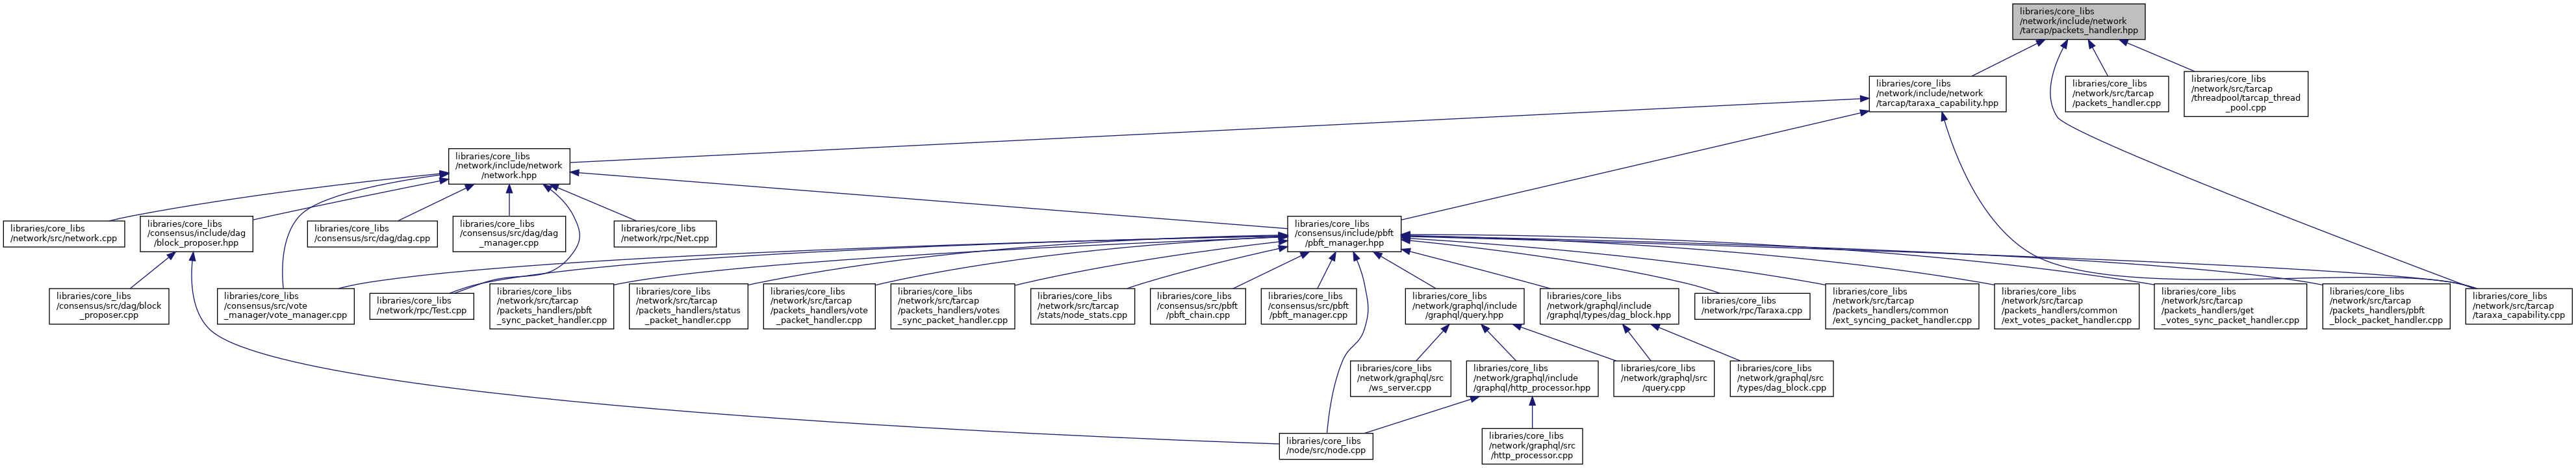 libraries/core_libs
/network/include/network
/tarcap/packets_handler.hpp
libraries/core_libs
/network/include/network
/tarcap/taraxa_capability.hpp
libraries/core_libs
/network/src/tarcap
/packets_handler.cpp
libraries/core_libs
/network/src/tarcap
/threadpool/tarcap_thread
_pool.cpp
libraries/core_libs
/network/include/network
/network.hpp
libraries/core_libs
/network/src/network.cpp
libraries/core_libs
/consensus/include/dag
/block_proposer.hpp
libraries/core_libs
/consensus/src/dag/dag.cpp
libraries/core_libs
/consensus/src/dag/dag
_manager.cpp
libraries/core_libs
/network/rpc/Net.cpp
libraries/core_libs
/consensus/include/pbft
/pbft_manager.hpp
libraries/core_libs
/consensus/src/dag/block
_proposer.cpp
libraries/core_libs
/consensus/src/vote
_manager/vote_manager.cpp
libraries/core_libs
/network/rpc/Test.cpp
libraries/core_libs
/network/src/tarcap
/packets_handlers/pbft
_sync_packet_handler.cpp
libraries/core_libs
/network/src/tarcap
/packets_handlers/status
_packet_handler.cpp
libraries/core_libs
/network/src/tarcap
/packets_handlers/vote
_packet_handler.cpp
libraries/core_libs
/network/src/tarcap
/packets_handlers/votes
_sync_packet_handler.cpp
libraries/core_libs
/network/src/tarcap
/stats/node_stats.cpp
libraries/core_libs
/consensus/src/pbft
/pbft_chain.cpp
libraries/core_libs
/consensus/src/pbft
/pbft_manager.cpp
libraries/core_libs
/network/graphql/include
/graphql/query.hpp
libraries/core_libs
/network/graphql/include
/graphql/types/dag_block.hpp
libraries/core_libs
/network/rpc/Taraxa.cpp
libraries/core_libs
/network/src/tarcap
/packets_handlers/common
/ext_syncing_packet_handler.cpp
libraries/core_libs
/network/src/tarcap
/packets_handlers/common
/ext_votes_packet_handler.cpp
libraries/core_libs
/network/src/tarcap
/packets_handlers/get
_votes_sync_packet_handler.cpp
libraries/core_libs
/network/src/tarcap
/packets_handlers/pbft
_block_packet_handler.cpp
libraries/core_libs
/network/src/tarcap
/taraxa_capability.cpp
libraries/core_libs
/network/graphql/src
/ws_server.cpp
libraries/core_libs
/network/graphql/include
/graphql/http_processor.hpp
libraries/core_libs
/network/graphql/src
/query.cpp
libraries/core_libs
/network/graphql/src
/types/dag_block.cpp
libraries/core_libs
/node/src/node.cpp
libraries/core_libs
/network/graphql/src
/http_processor.cpp